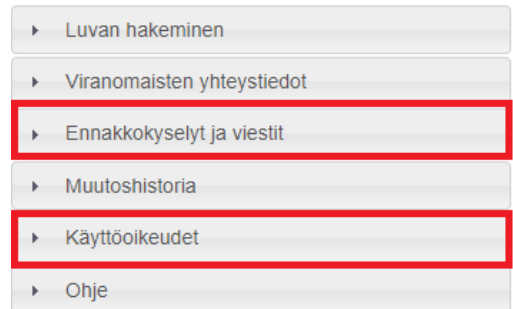 Luvan hakeminen
Viranomaisten yhteystiedot
Ennakkokyselyt ja viestit
Muutoshistoria
Käyttöoikeudet
Ohje